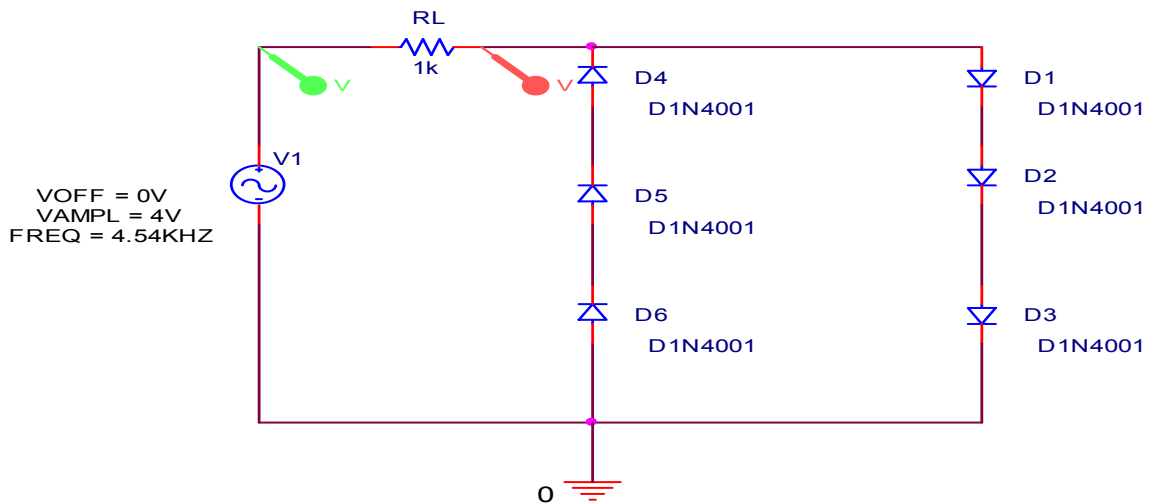 RL
1k
V
V
V1
VOFF = 0V
VAMPL = 4V
FREQ = 4.54KHZ
D4
D1N4001
D5
D1N4001
D6
D1N4001
D1
D1N4001
D2
D1N4001
D3
D1N4001
0